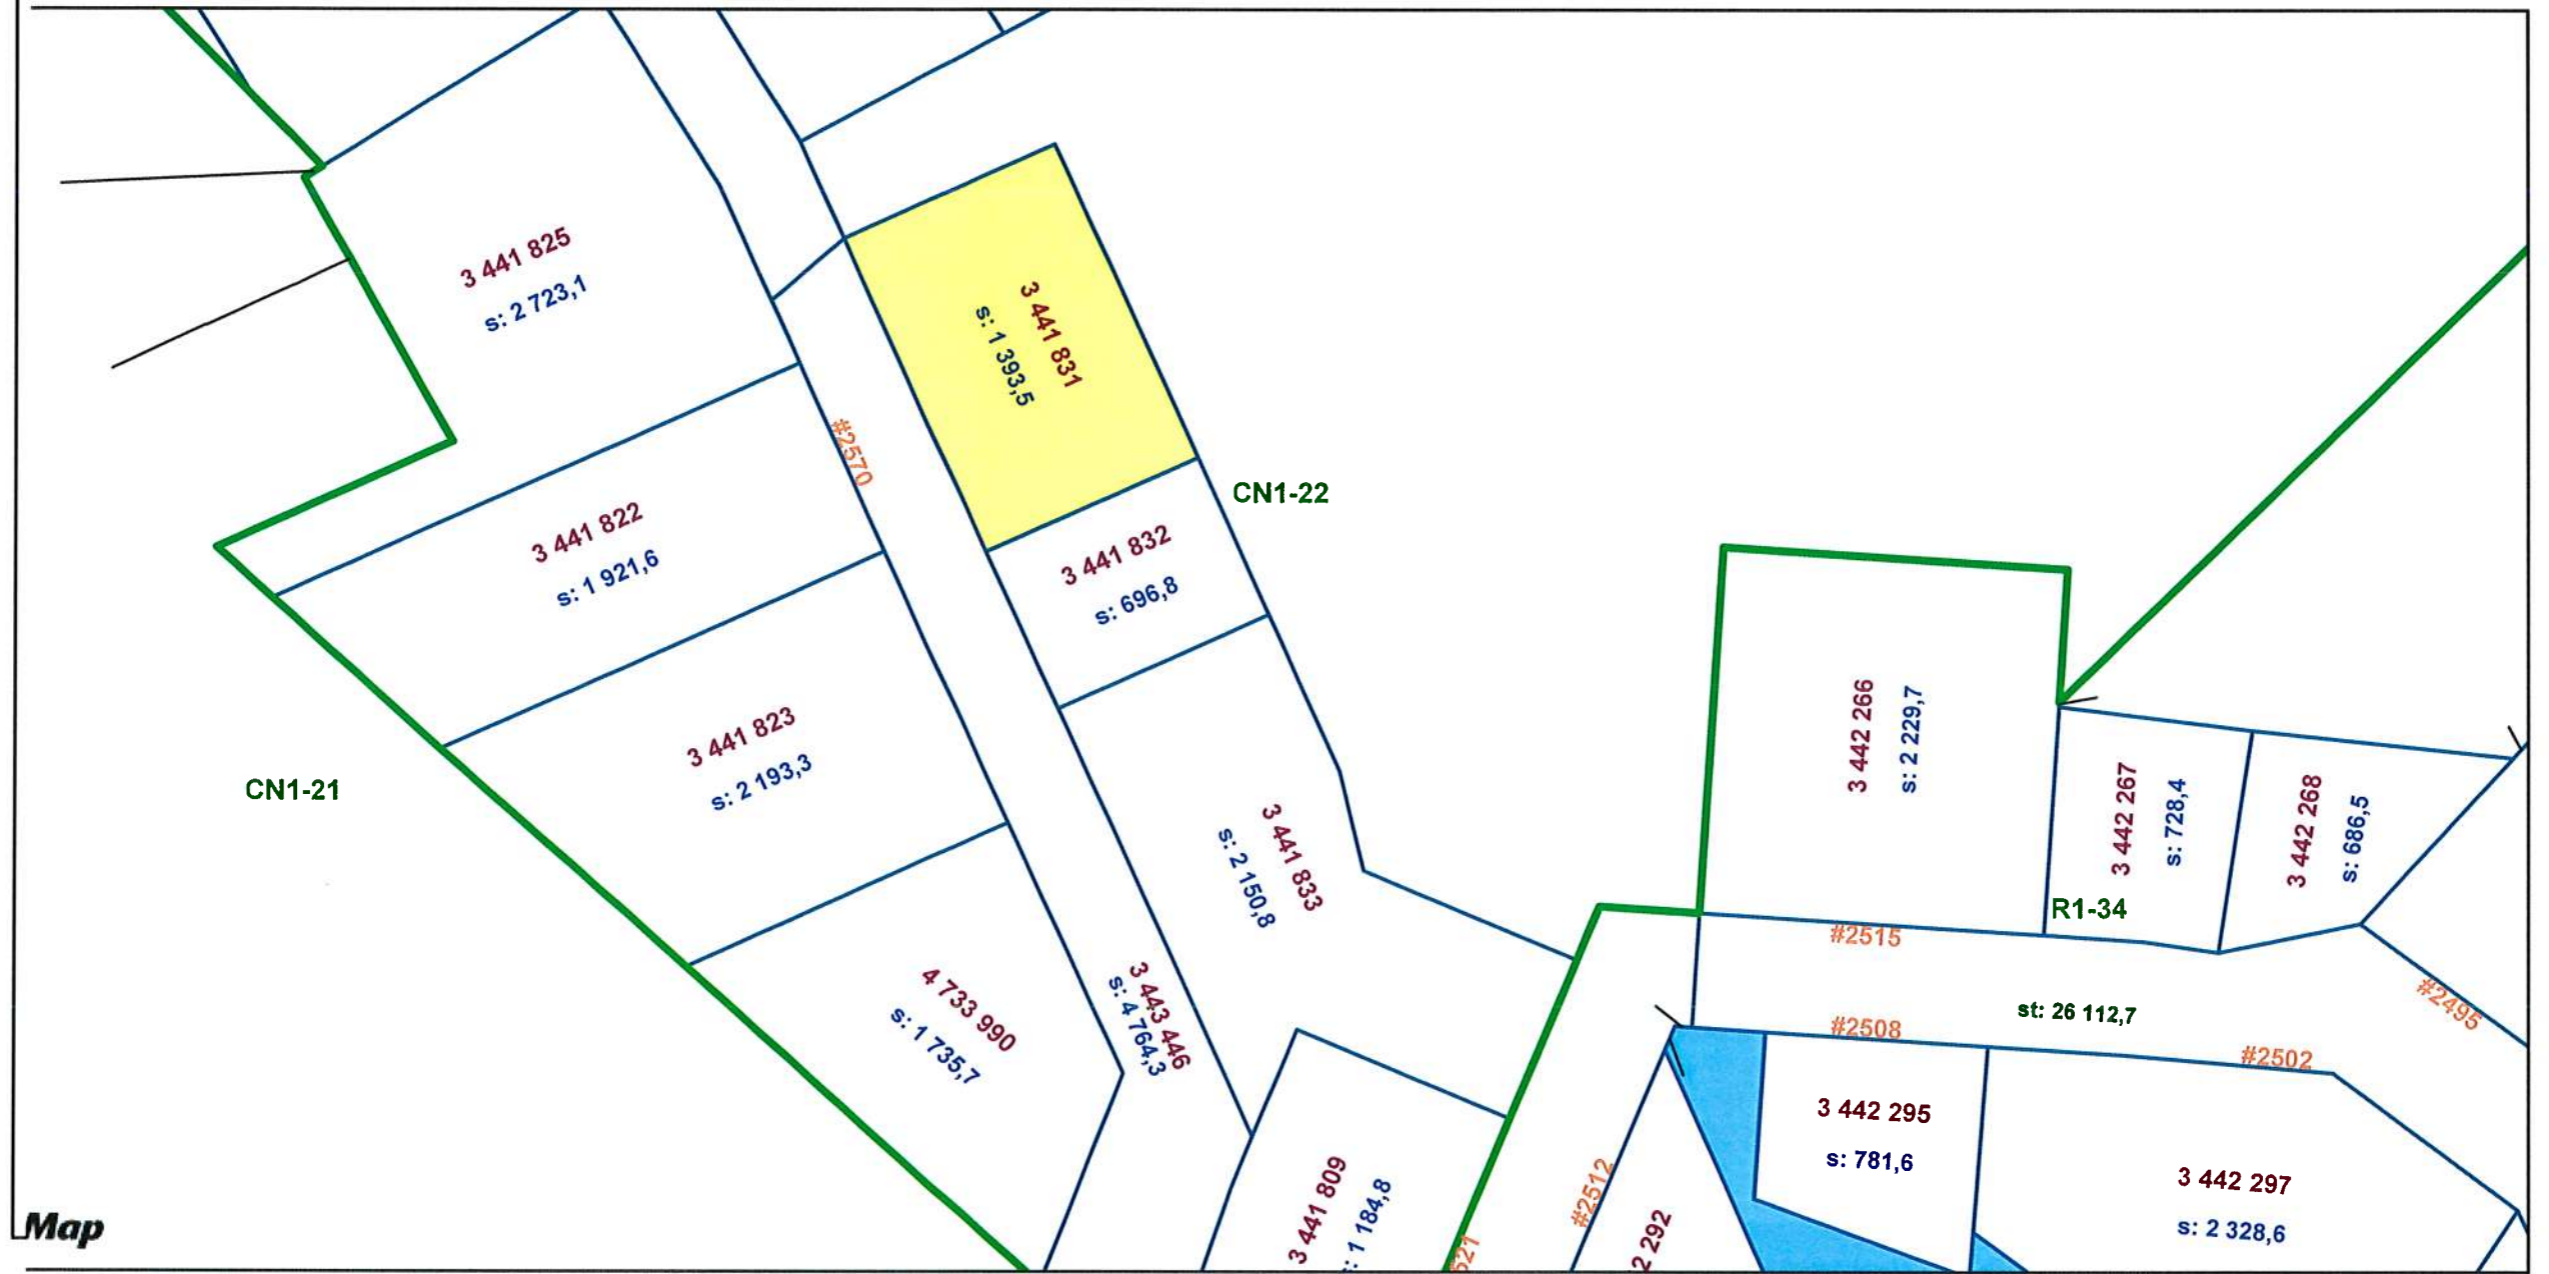 3 441 825
s: 2 723,1
3 441 831
s: 1 393,5
#2570
CN1-22
3 441 822
s: 1 921,6
3 441 832
s: 696,8
3 441 823
s: 2 193,3
CN1-21
3 441 833
s: 2 150,8
3 442 266
s: 2 229,7
3 442 267
s: 728,4
3 442 268
s: 686,5
R1-34
#2515
4 733 990
s: 1 735,7
3 443 446
s: 4 764,3
st: 26 112,7
#2495
#2508
#2502
3 442 295
s: 781,6
3 442 297
s: 2 328,6
3 441 809
: 1 184,8
#2512
2 292
521
Map